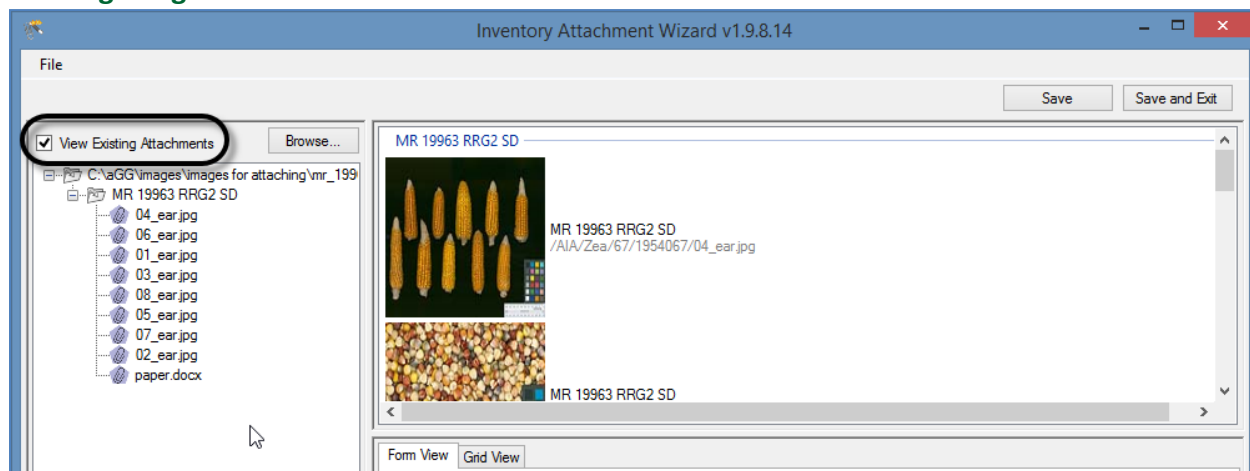 Inventory Attachment Wizard v1.9.8.14
File
Save
Save and Exit
View Existing Attachments
Browse...
C:\aGG\images\images for attaching\mr_199
MR 19963 RRG2 SD
04_ear.jpg
06_ear.jpg
01_ear.jpg
03_ear.jpg
08_ear.jpg
05_ear.jpg
07_ear.jpg
02_ear.jpg
paper.docx
MR 19963 RRG2 SD
MR 19963 RRG2 SD
/AIA/Zea/67/1954067/04_ear.jpg
MR 19963 RRG2 SD
Form View
Grid View